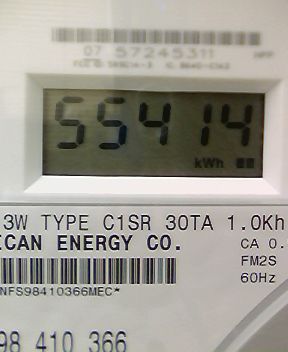 07 57245311
55414
kWh
3W TYPE C1SR 30TA 1.0Kh
ICAN ENERGY CO.
CA 0.
FM2S
60Hz
NFS98410366MEC*
98 410 366